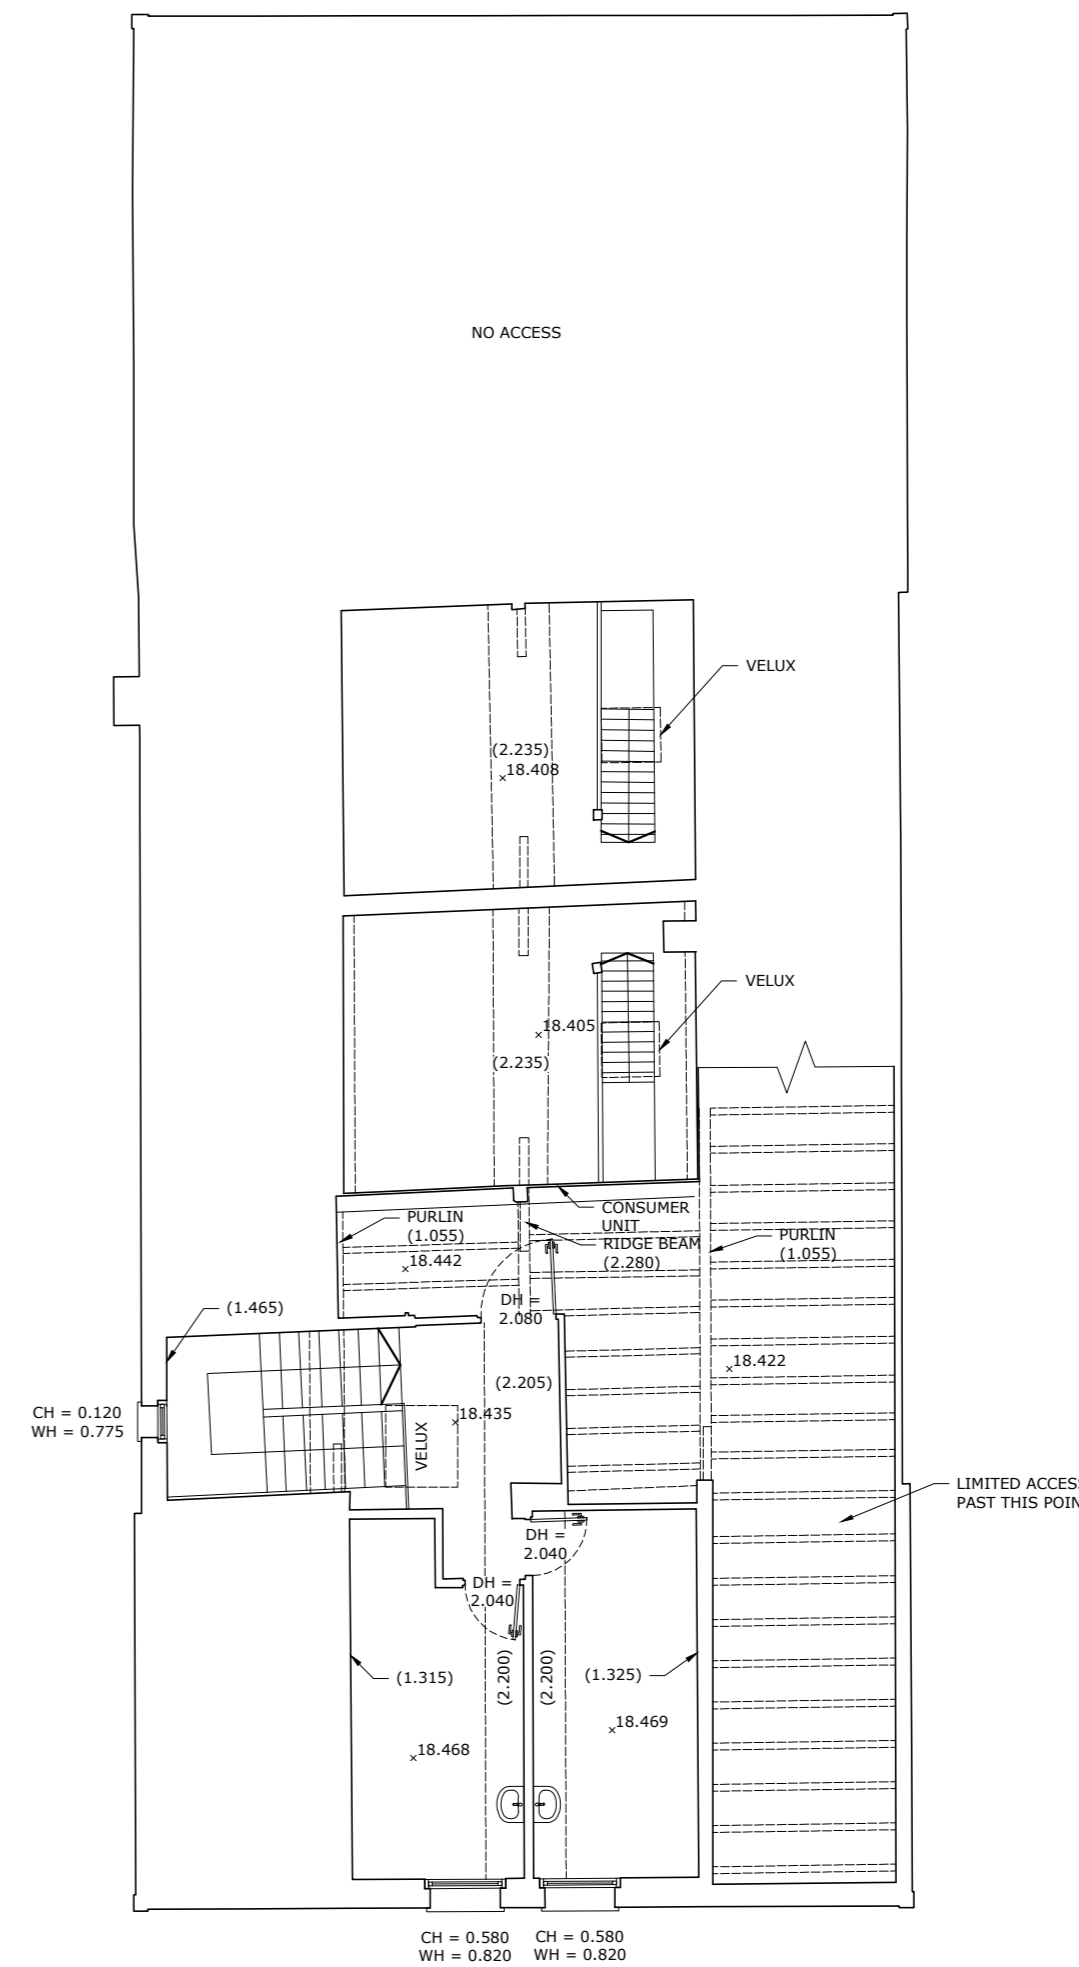 NO ACCESS
VELUX
(2.235)
18.408
VELUX
18.405
(2.235)
CONSUMER
UNIT
PURLIN
(1.055)
RIDGE BEAM
(2.280)
PURLIN
(1.055)
18.442
DH =
2.080
(1.465)
18.422
(2.205)
CH = 0.120
WH = 0.775
18.435
VELUX
LIMITED ACCES
PAST THIS POIN
DH =
2.040
DH =
2.040
(1.315)
(2.200)
(2.200)
(1.325)
18.468
18.469
CH = 0.580
WH = 0.820
CH = 0.580
WH = 0.820